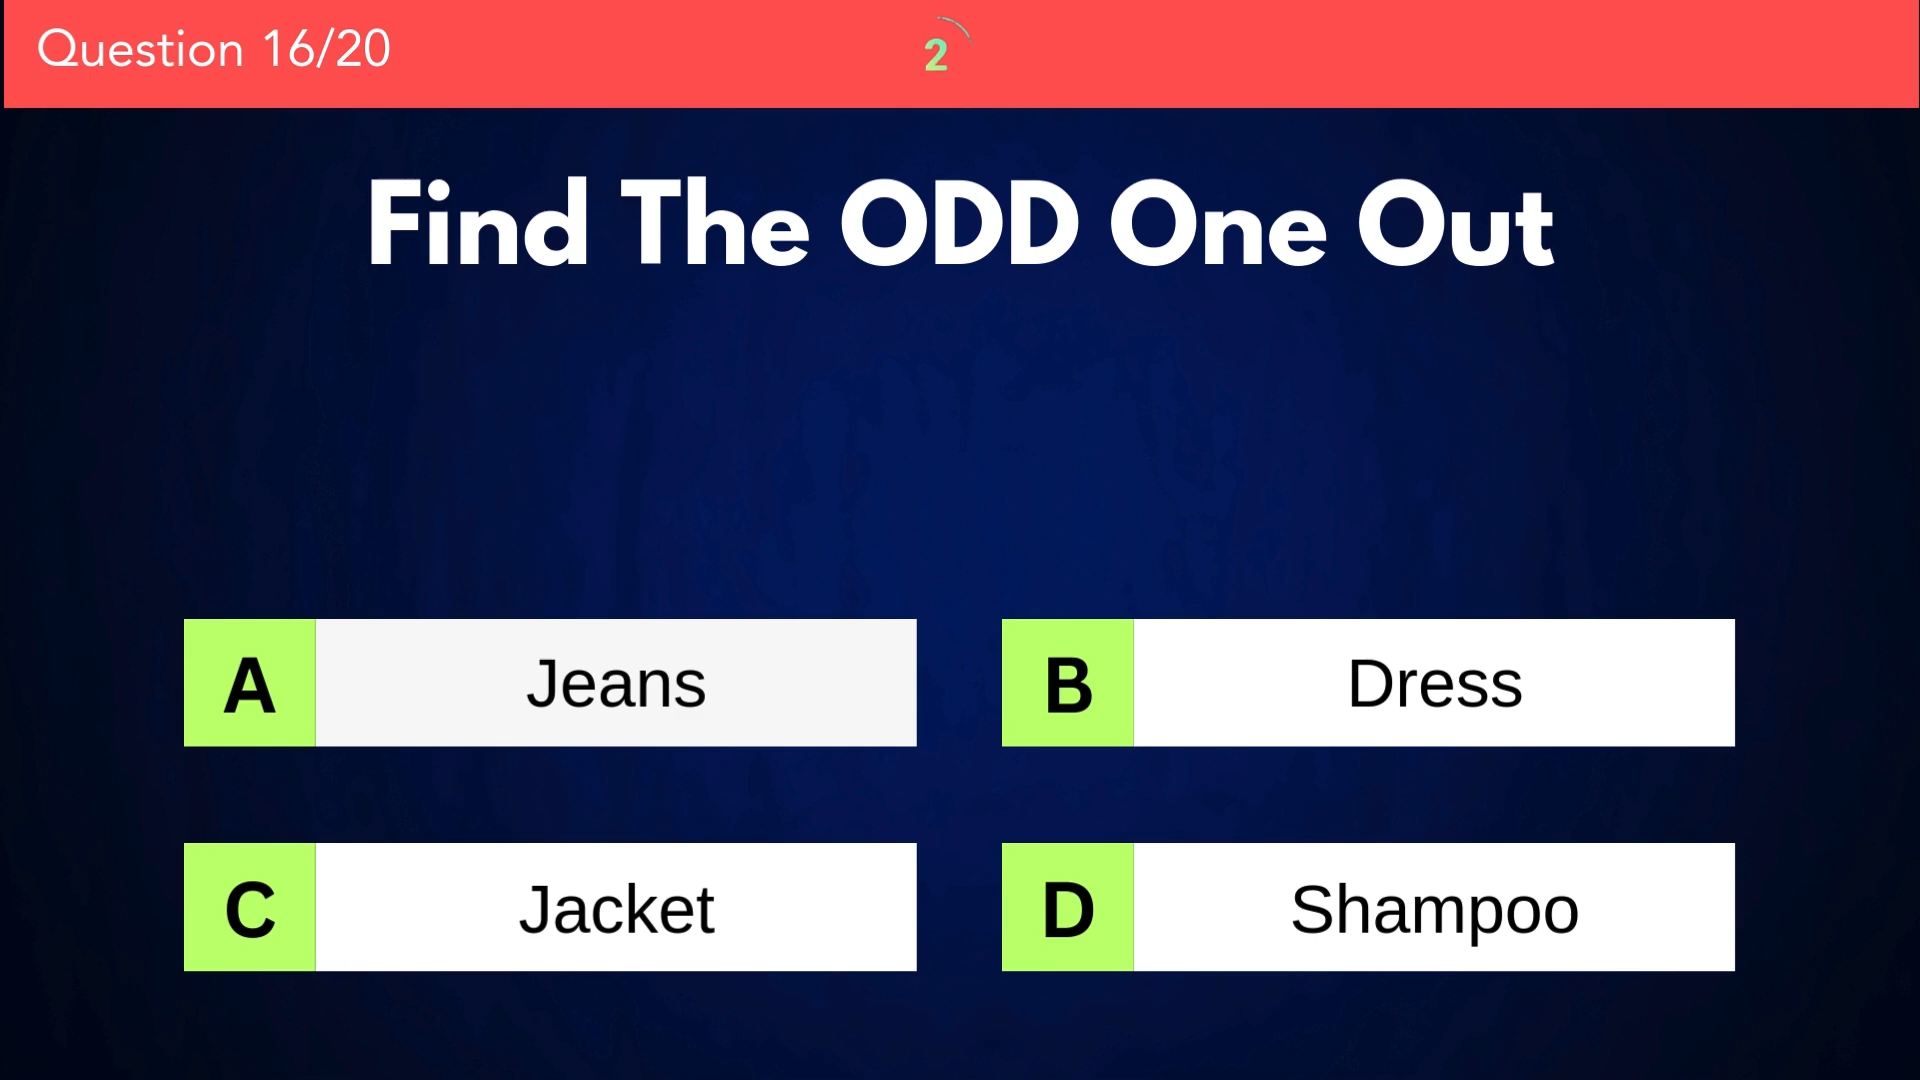 Question 16/20
2
Find The ODD One Out
A Jeans
B Dress
C Jacket
D Shampoo